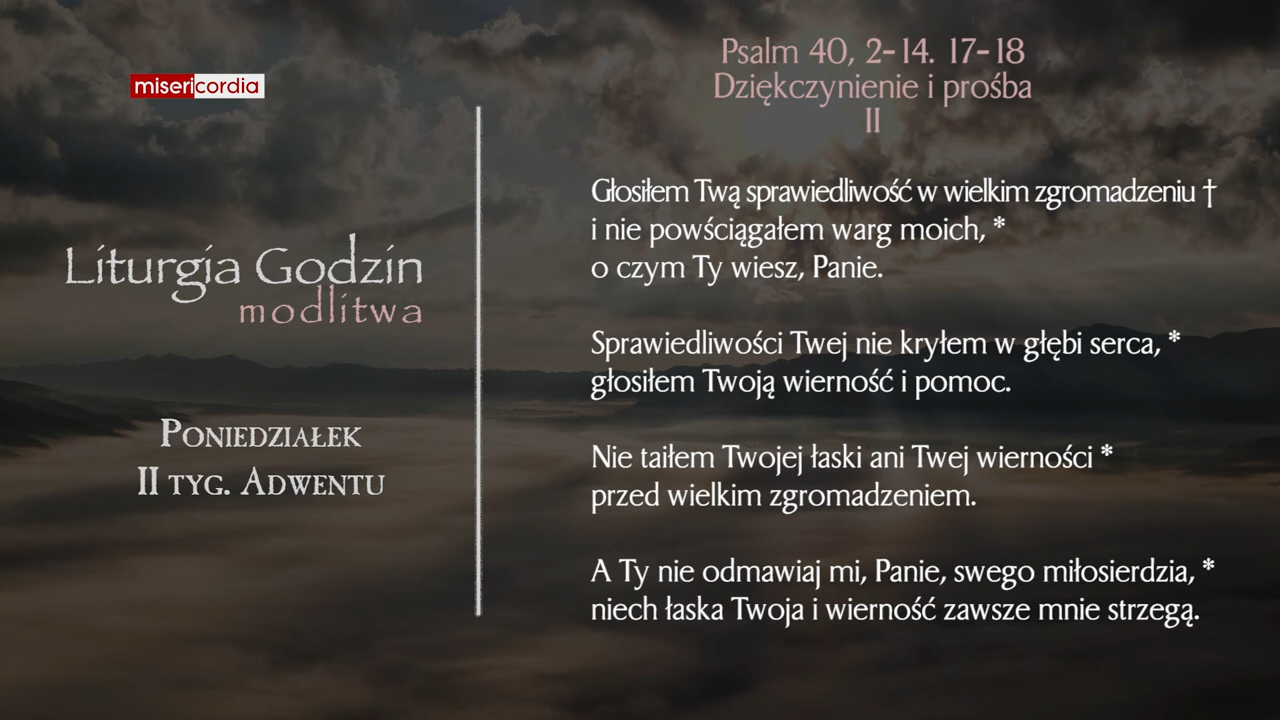 misericordia
Liturgia Godzin
modlitwa
Poniedziałek
II tyg. Adwentu
Psalm 40, 2-14. 17-18
Dziękczynienie i prośba
II
Głosiłem Twą sprawiedliwość w wielkim zgromadzeniu †
i nie powściągałem warg moich, *
o czym Ty wiesz, Panie.
Sprawiedliwości Twej nie kryłem w głębi serca, *
głosiłem Twoją wierność i pomoc.
Nie taiłem Twojej łaski ani Twej wierności *
przed wielkim zgromadzeniem.
A Ty nie odmawiaj mi, Panie, swego miłosierdzia, *
niech łaska Twoja i wierność zawsze mnie strzegą.